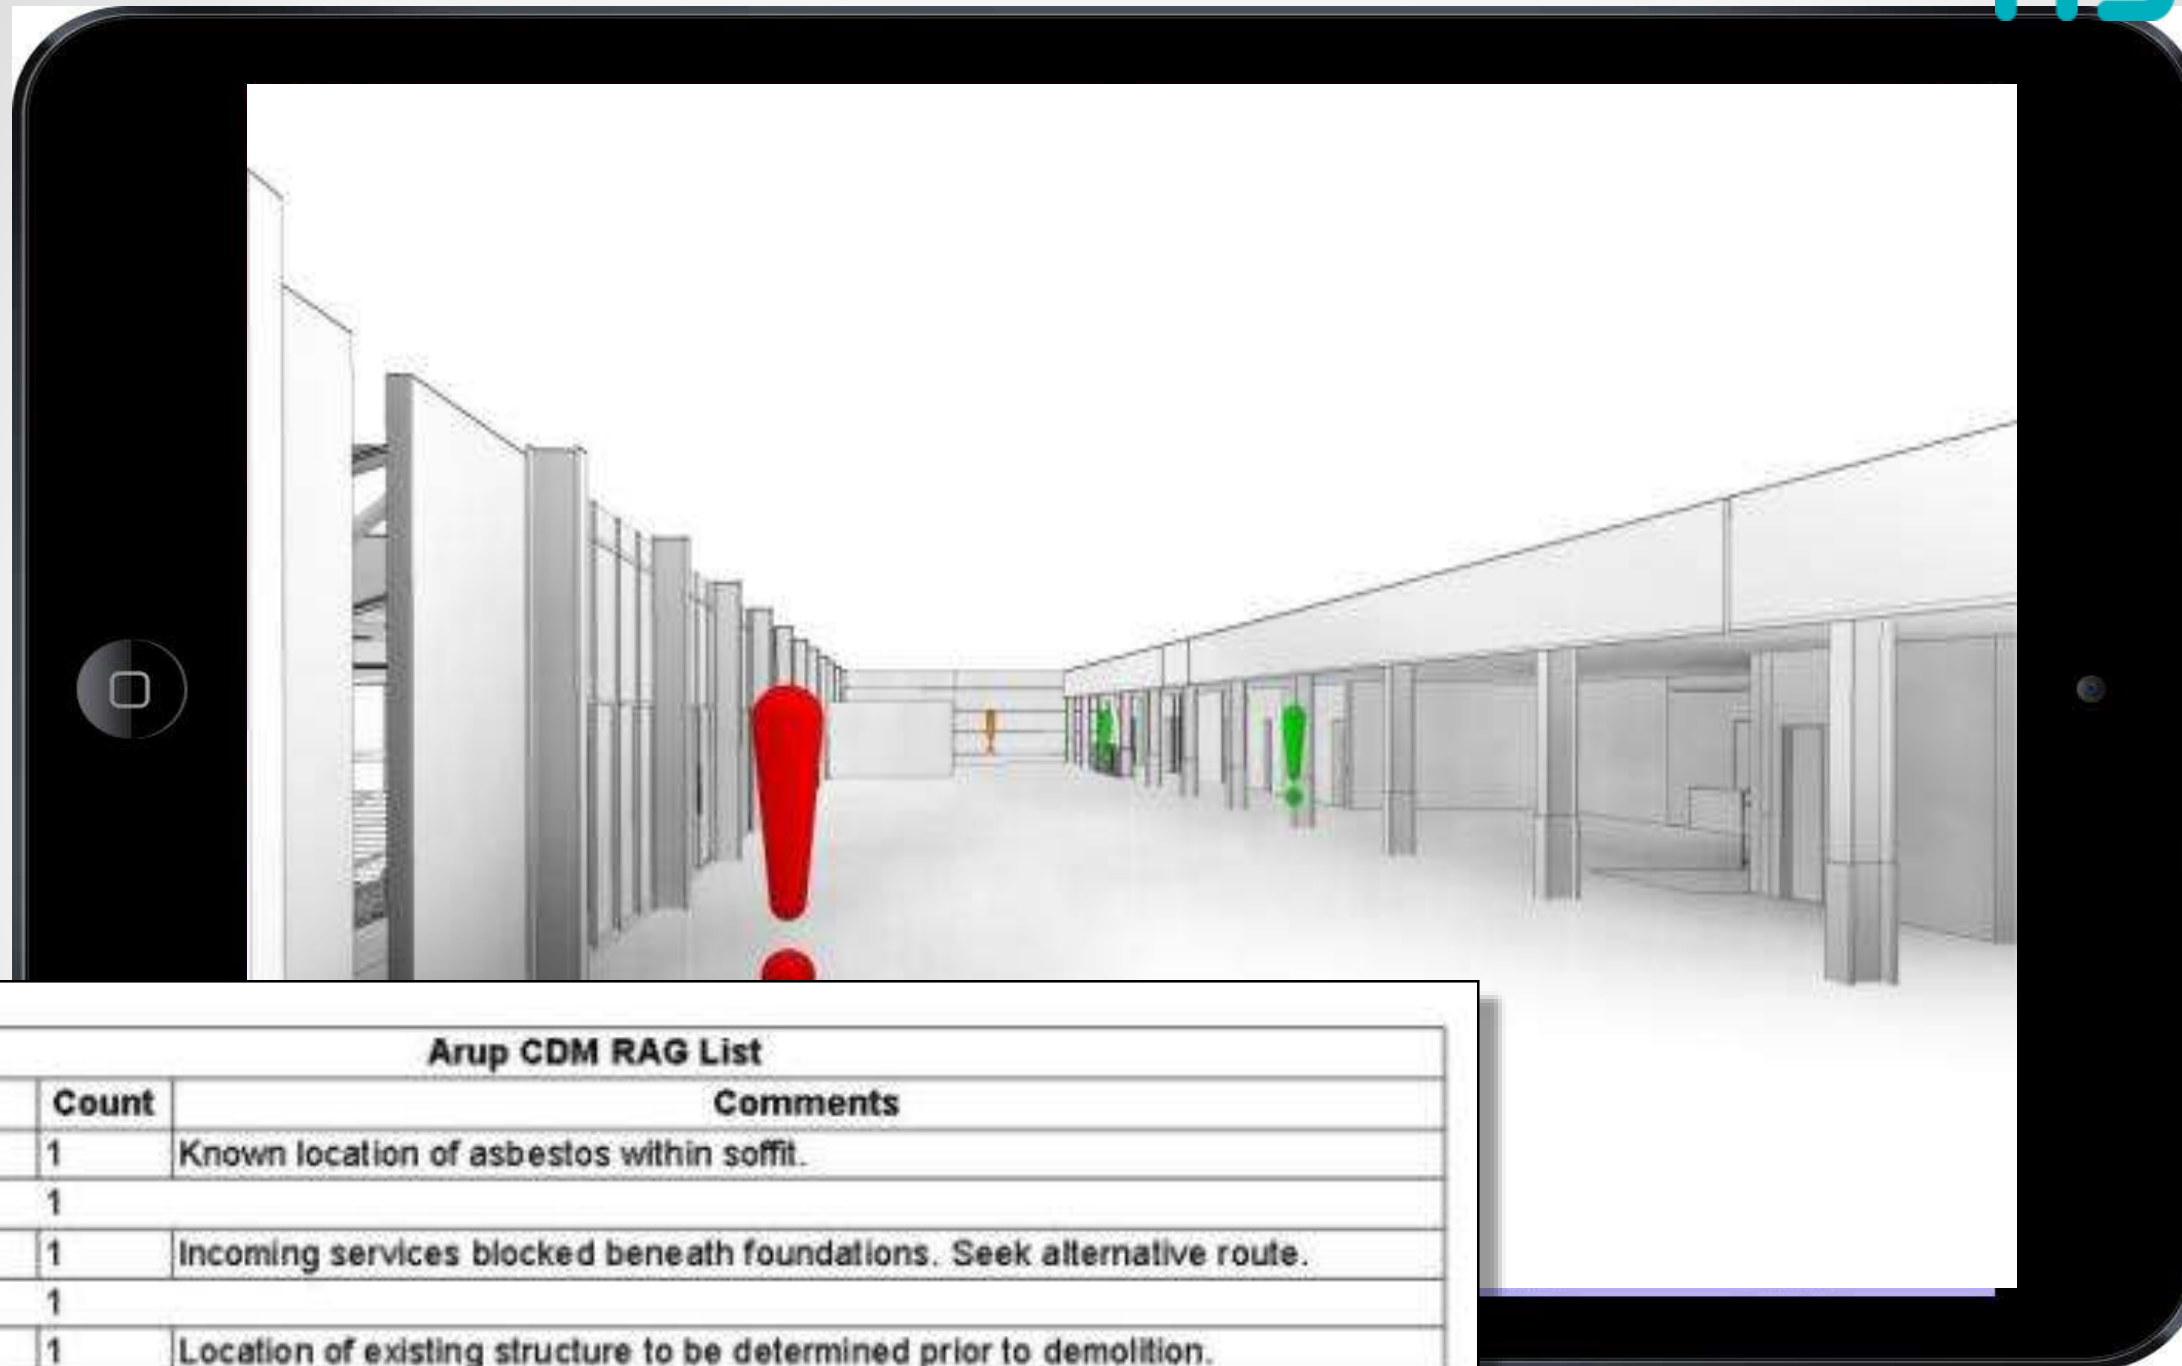 Arup CDM RAG List
Count Comments
1 Known location of asbestos within soffit.
1
1 Incoming services blocked beneath foundations. Seek alternative route.
1
1 Location of existing structure to be determined prior to demolition.